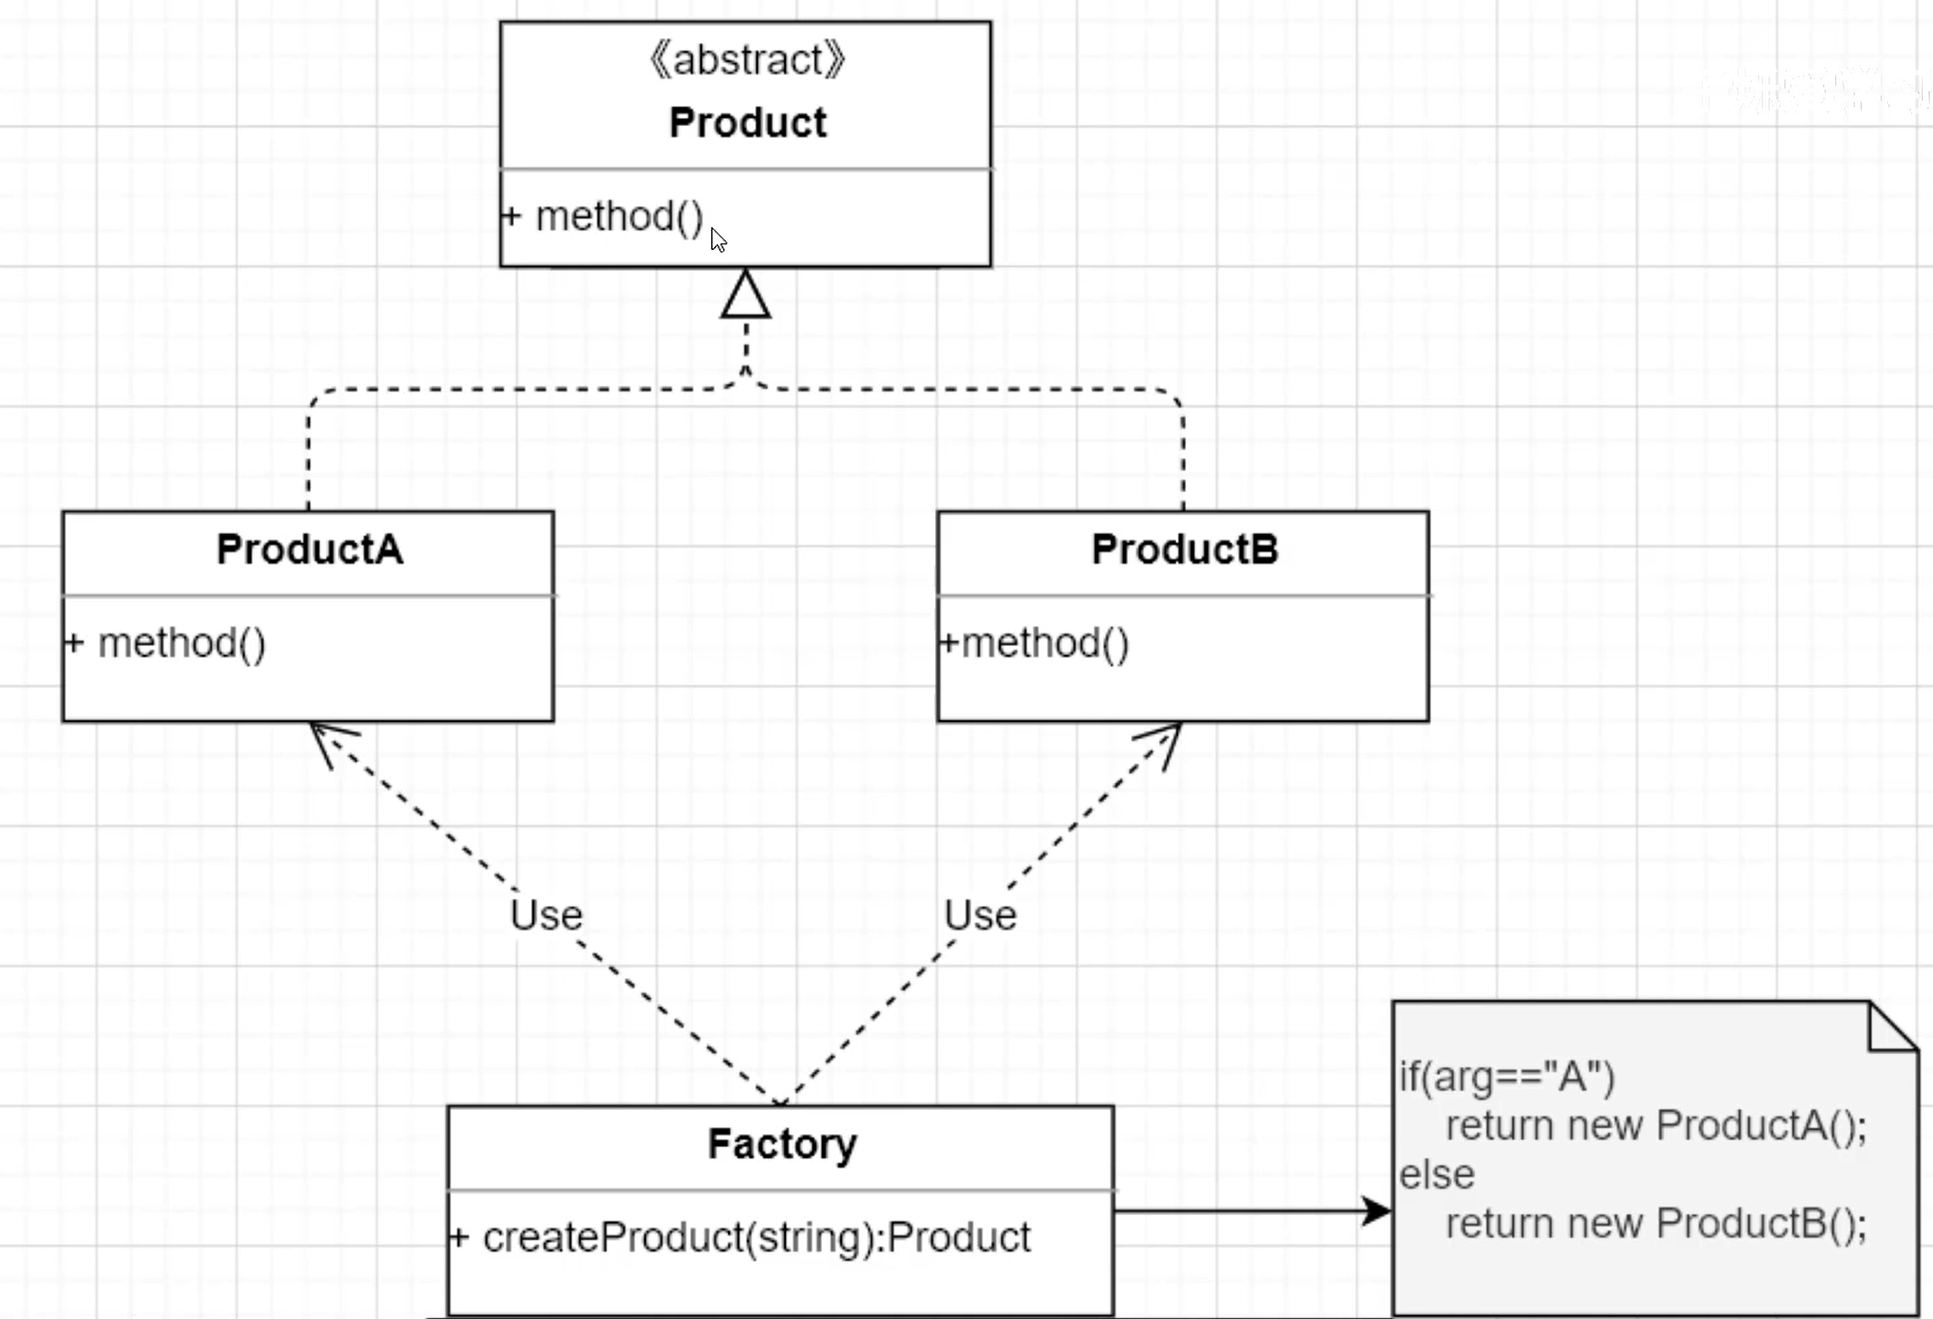 《abstract》
Product
+ method()
ProductA
+ method()
ProductB
+method()
Use
Use
Factory
+ createProduct(string):Product
if(arg=="A")
return new ProductA();
else
return new ProductB();